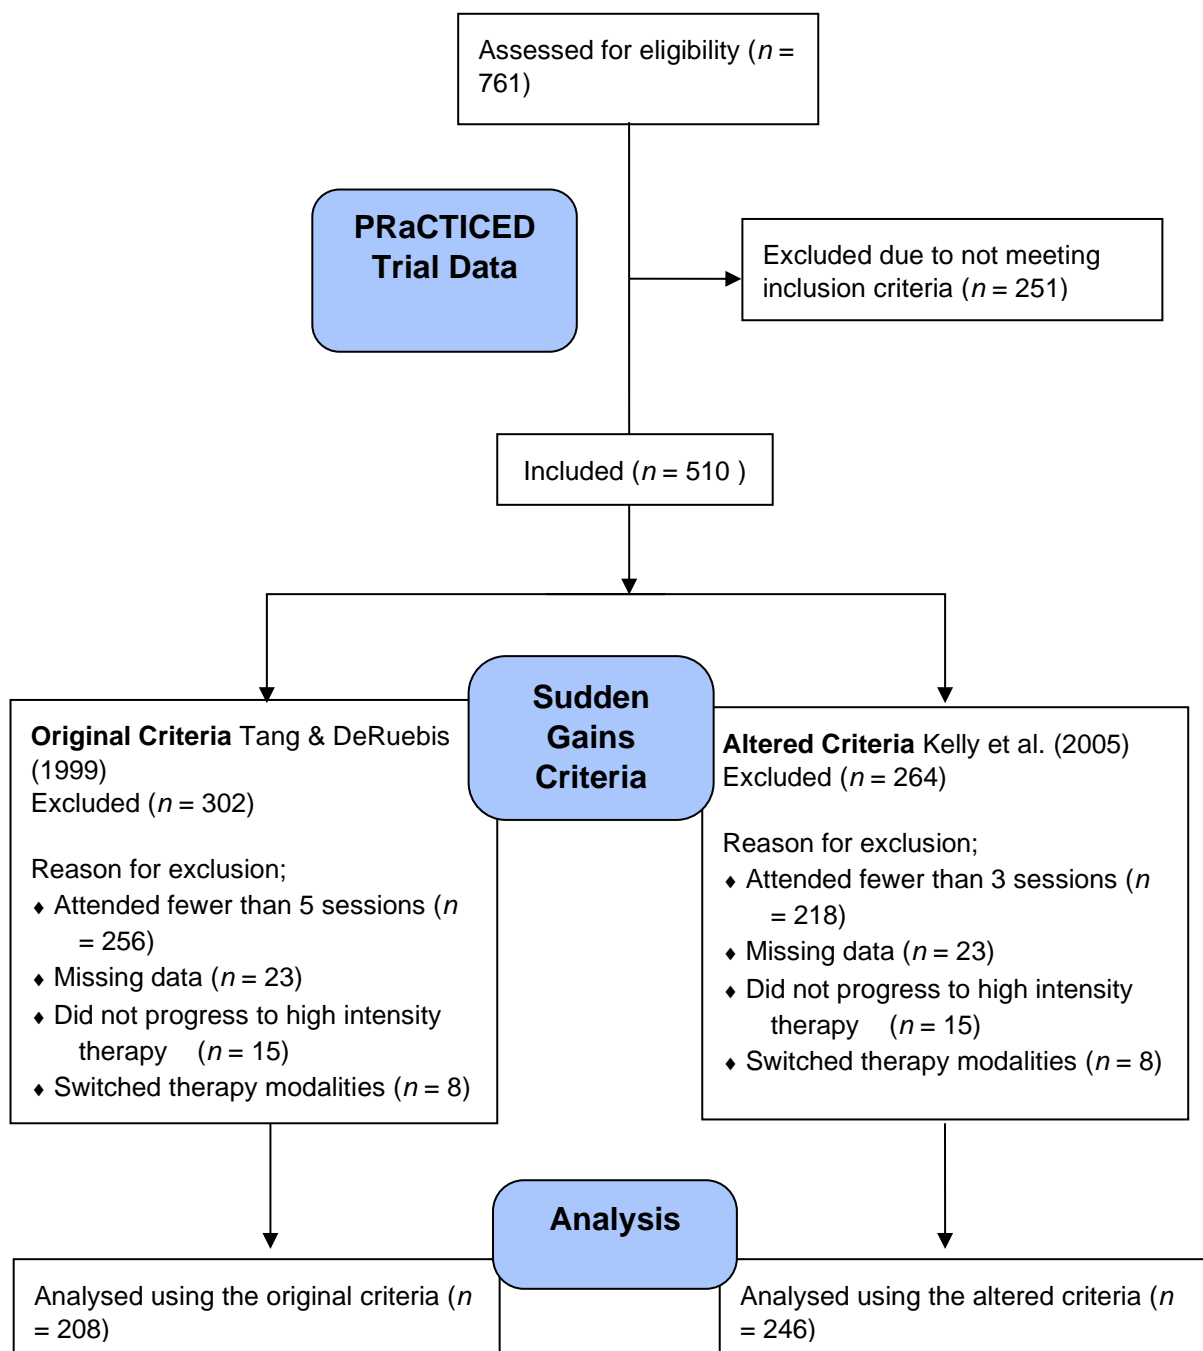 Assessed for eligibility (n =
761)
PRaCTICED
Trial Data
Excluded due to not meeting
inclusion criteria (n = 251)
Included (n = 510 )
Sudden
Gains
Criteria
Original Criteria Tang & DeRuebis
(1999)
Excluded (n = 302)
Reason for exclusion;
♦ Attended fewer than 5 sessions (n
= 256)
♦ Missing data (n = 23)
♦ Did not progress to high intensity
therapy (n = 15)
♦ Switched therapy modalities (n = 8)
Altered Criteria Kelly et al. (2005)
Excluded (n = 264)
Reason for exclusion;
♦ Attended fewer than 3 sessions (n
= 218)
♦ Missing data (n = 23)
♦ Did not progress to high intensity
therapy (n = 15)
♦ Switched therapy modalities (n = 8)
Analysis
Analysed using the original criteria (n
= 208)
Analysed using the altered criteria (n
= 246)